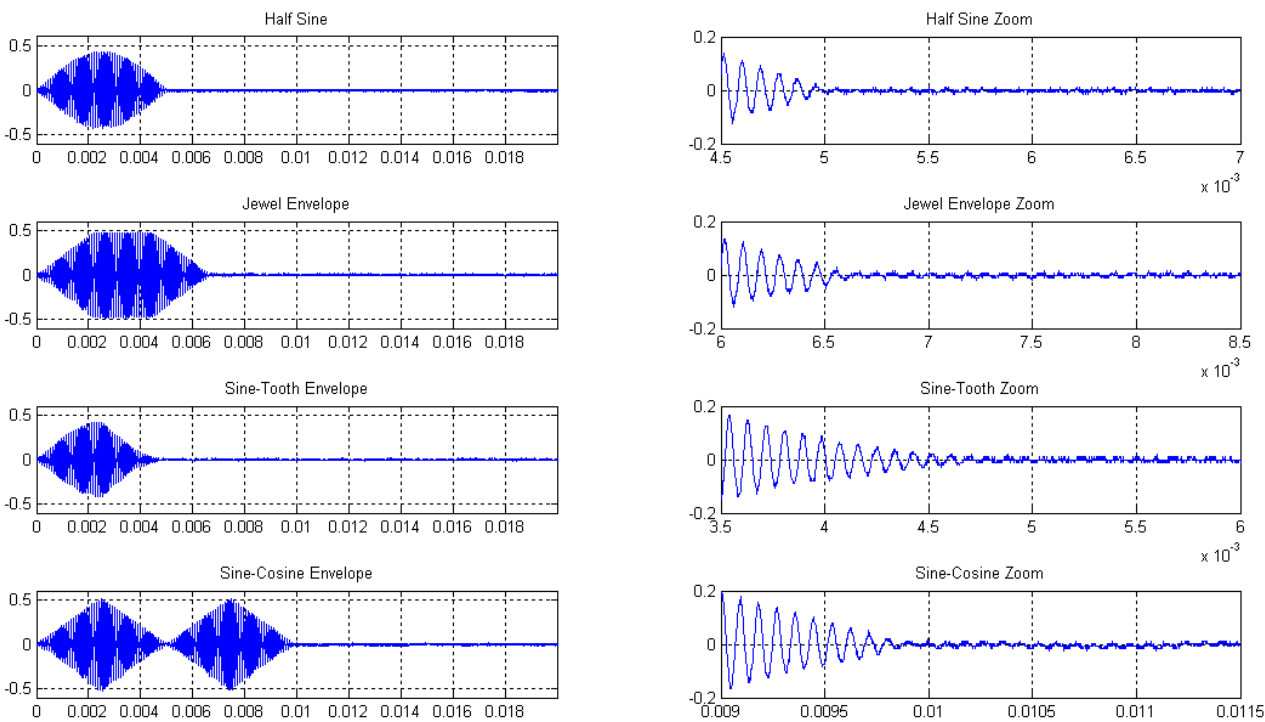 Half Sine
0.5
0
-0.5
0 0.002 0.004 0.006 0.008 0.01 0.012 0.014 0.016 0.018
Half Sine Zoom
0.2
0
-0.2
4.5 5 5.5 6 6.5 7
x 10-3
Jewel Envelope
0.5
0
-0.5
0 0.002 0.004 0.006 0.008 0.01 0.012 0.014 0.016 0.018
Jewel Envelope Zoom
0.2
0
-0.2
6 6.5 7 7.5 8 8.5
x 10-3
Sine-Tooth Envelope
0.5
0
-0.5
0 0.002 0.004 0.006 0.008 0.01 0.012 0.014 0.016 0.018
Sine-Tooth Zoom
0.2
0
-0.2
3.5 4 4.5 5 5.5 6
x 10-3
Sine-Cosine Envelope
0.5
0
-0.5
0 0.002 0.004 0.006 0.008 0.01 0.012 0.014 0.016 0.018
Sine-Cosine Zoom
0.2
0
-0.2
0.009 0.0095 0.01 0.0105 0.011 0.0115